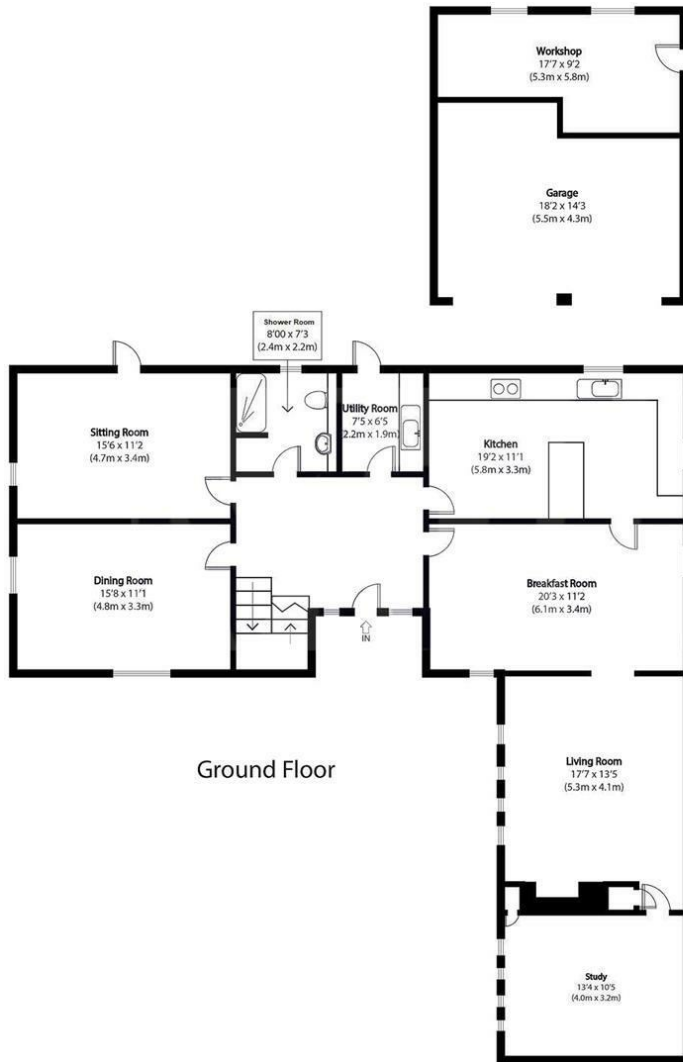 Workshop
17'7 x 9'2
(5.3m x 5.8m)
Garage
18'2 x 14'3
(5.5m x 4.3m)
Shower Room
8'00 x 7'3
(2.4m x 2.2m)
Sitting Room
15'6 x 11'2
(4.7m x 3.4m)
Utility Room
7'5 x 6'5
(2.2m x 1.9m)
Kitchen
19'2 x 11'1
(5.8m x 3.3m)
Dining Room
15'8 x 11'1
(4.8m x 3.3m)
Breakfast Room
20'3 x 11'2
(6.1m x 3.4m)
IN
Ground Floor
Living Room
17'7 x 13'5
(5.3m x 4.1m)
Study
13'4 x 10'5
(4.0m x 3.2m)